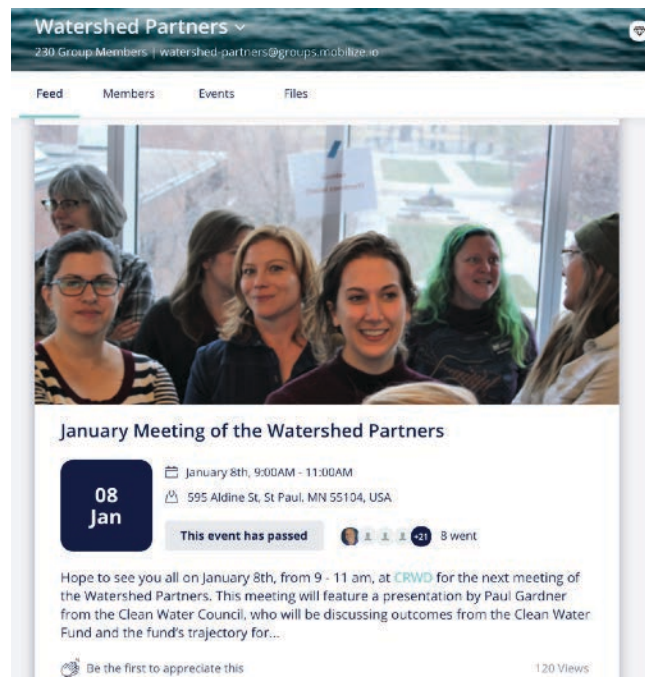 Watershed Partners
230 Group Members | watershed-partners@groups.mobilize.io
Feed Members Events Files
January Meeting of the Watershed Partners
08
Jan
January 8th, 9:00AM - 11:00AM
595 Aldine St, St Paul, MN 55104, USA
This event has passed +21 8 went
Hope to see you all on January 8th, from 9 - 11 am, at CRWD for the next meeting of
the Watershed Partners. This meeting will feature a presentation by Paul Gardner
from the Clean Water Council, who will be discussing outcomes from the Clean Water
Fund and the fund's trajectory for...
Be the first to appreciate this 120 Views